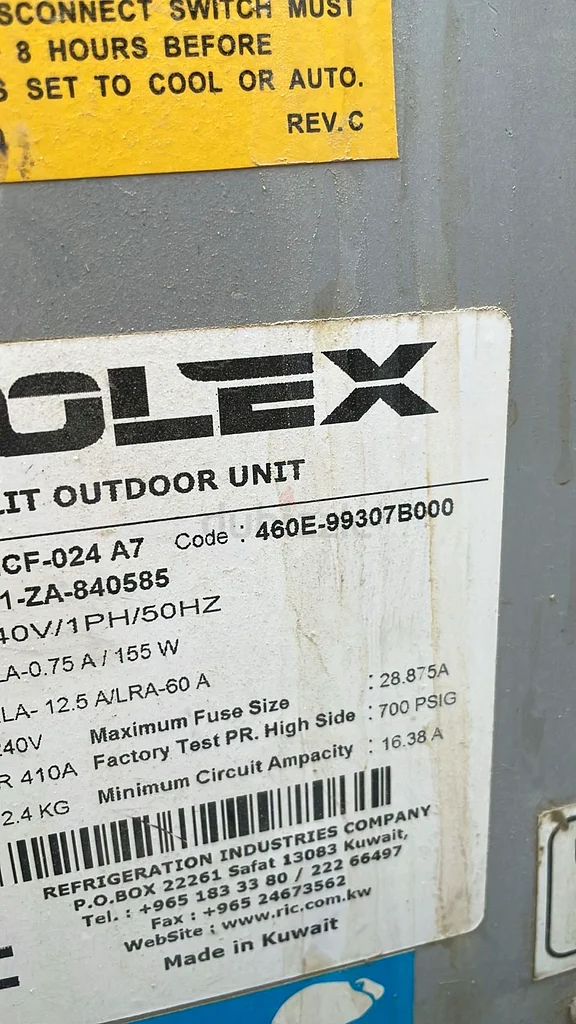 SCONNECT SWITCH MUST
8 HOURS BEFORE
S SET TO COOL OR AUTO.
REV. C
OLEX
LIT OUTDOOR UNIT
CF-024 A7 Code : 460E-99307B000
1-ZA-840585
40V/1PH/50HZ
LA-0.75 A / 155 W
LA- 12.5 A/LRA-60 A
240V Maximum Fuse Size : 28.875A
R 410A Factory Test PR. High Side : 700 PSIG
2.4 KG Minimum Circuit Ampacity : 16.38 A
REFRIGERATION INDUSTRIES COMPANY
P.O.BOX 22261 Safat 13083 Kuwait,
Tel. : +965 183 33 80 / 222 66497
Fax : +965 24673562
WebSite : www.ric.com.kw
Made in Kuwait